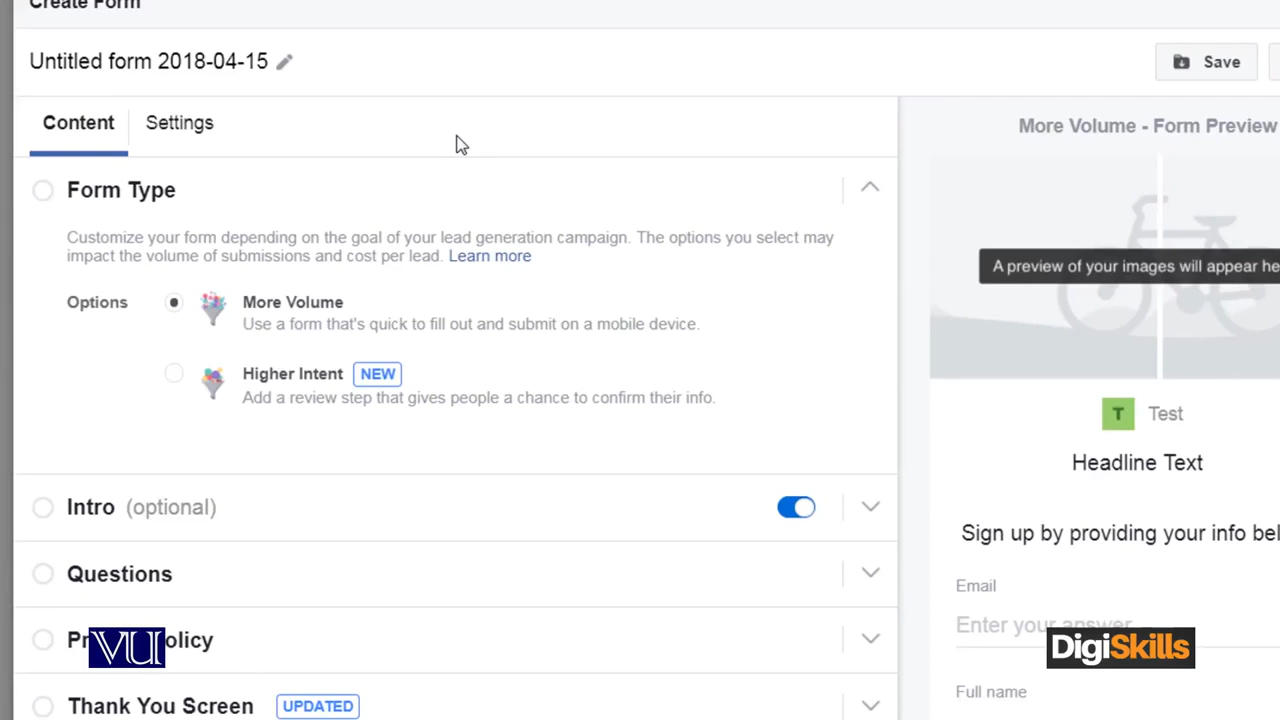 Create Form
Untitled form 2018-04-15
Save
Content
Settings
More Volume - Form Preview
Form Type
Customize your form depending on the goal of your lead generation campaign. The options you select may
impact the volume of submissions and cost per lead. Learn more
A preview of your images will appear he
Options
More Volume
Use a form that's quick to fill out and submit on a mobile device.
Higher Intent NEW
Add a review step that gives people a chance to confirm their info.
T Test
Headline Text
Intro (optional)
Sign up by providing your info bel
Questions
Email
Enter your answer
olicy
VU
DigiSkills
Full name
Thank You Screen UPDATED